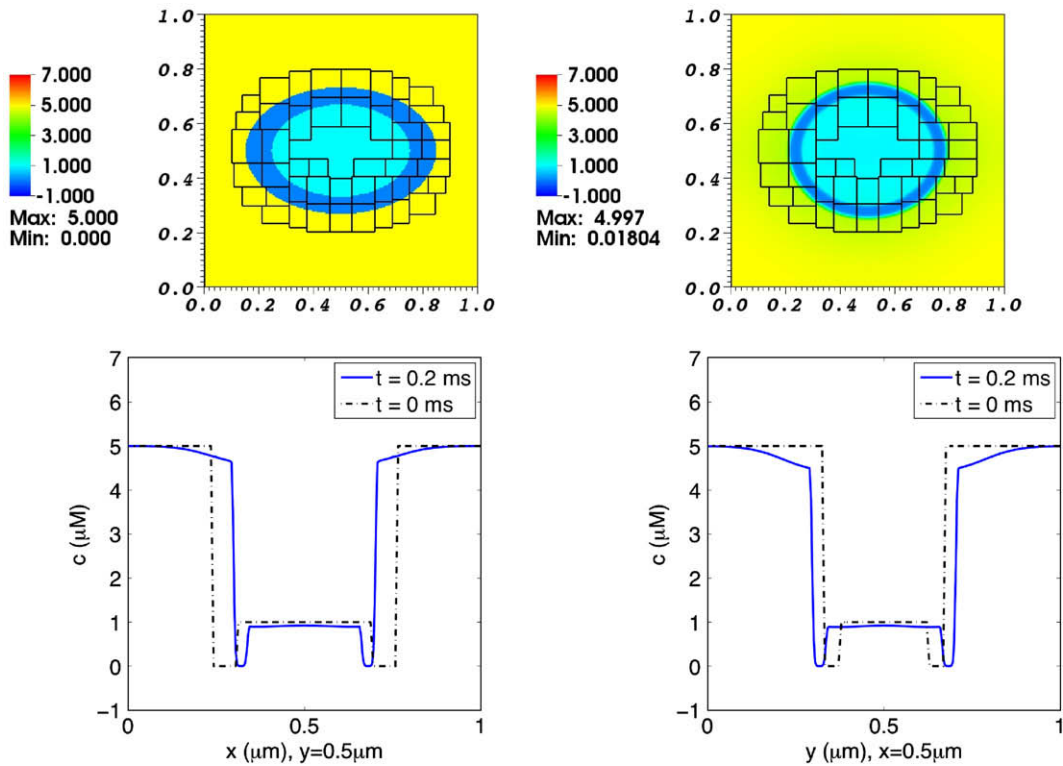 1.0
0.8
0.6
0.4
0.2
0.0
0.0 0.2 0.4 0.6 0.8 1.0
7.000
5.000
3.000
1.000
-1.000
Max: 5.000
Min: 0.000
1.0
0.8
0.6
0.4
0.2
0.0
0.0 0.2 0.4 0.6 0.8 1.0
7.000
5.000
3.000
1.000
-1.000
Max: 4.997
Min: 0.01804
7
6
5
4
3
2
1
0
-1
c (μM)
t = 0.2 ms
t = 0 ms
0 0.5 1
x (μm), y=0.5μm
7
6
5
4
3
2
1
0
-1
c (μM)
t = 0.2 ms
t = 0 ms
0 0.5 1
y (μm), x=0.5μm